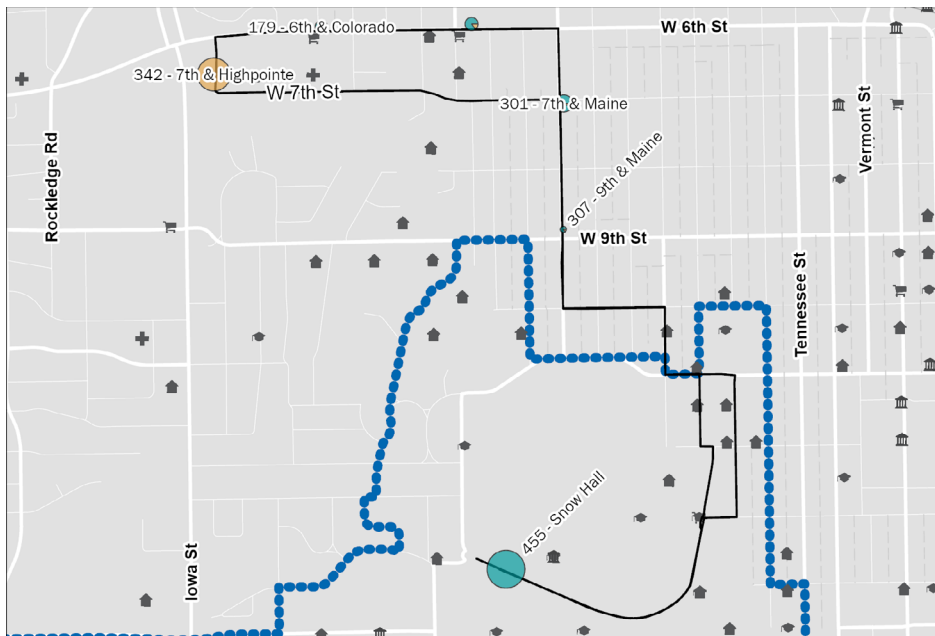 179 - 6th & Colorado
W 6th St
342 - 7th & Highpointe
W 7th St
301 - 7th & Maine
Vermont St
Rockledge Rd
307 - 9th & Maine
W 9th St
Tennessee St
455 - Snow Hall
Iowa St